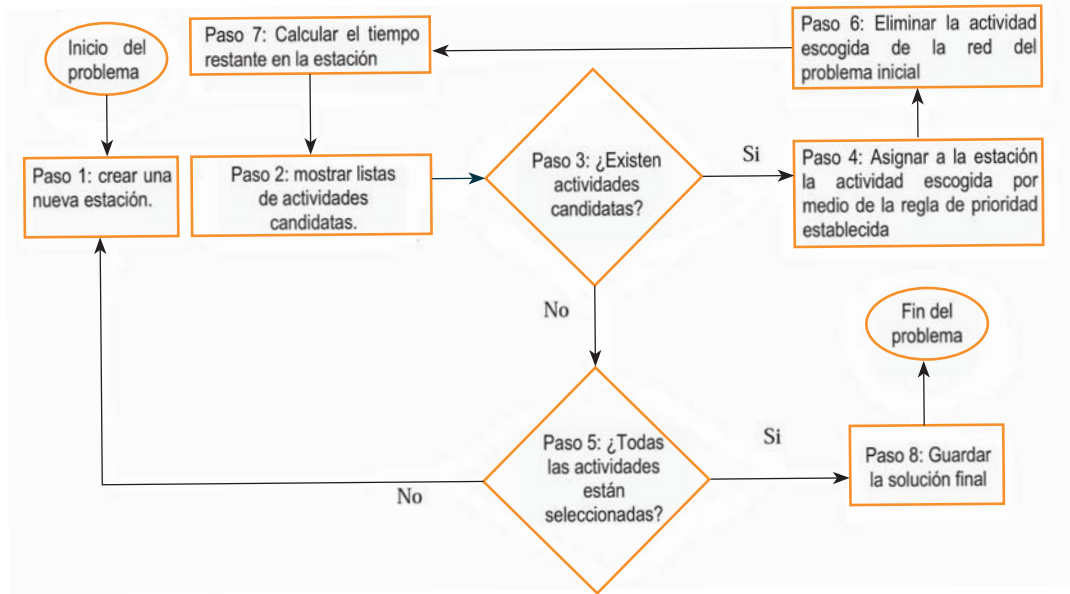 Inicio del
problema
Paso 7: Calcular el tiempo
restante en la estación
Paso 6: Eliminar la actividad
escogida de la red del
problema inicial
Paso 1: crear una
nueva estación.
Paso 2: mostrar listas
de actividades
candidatas.
Paso 3: ¿Existen
actividades
candidatas?
Si
Paso 4: Asignar a la estación
la actividad escogida por
medio de la regla de prioridad
establecida
No
Fin del
problema
Paso 5: ¿Todas
las actividades
están
seleccionadas?
Si
No
Paso 8: Guardar
la solución final